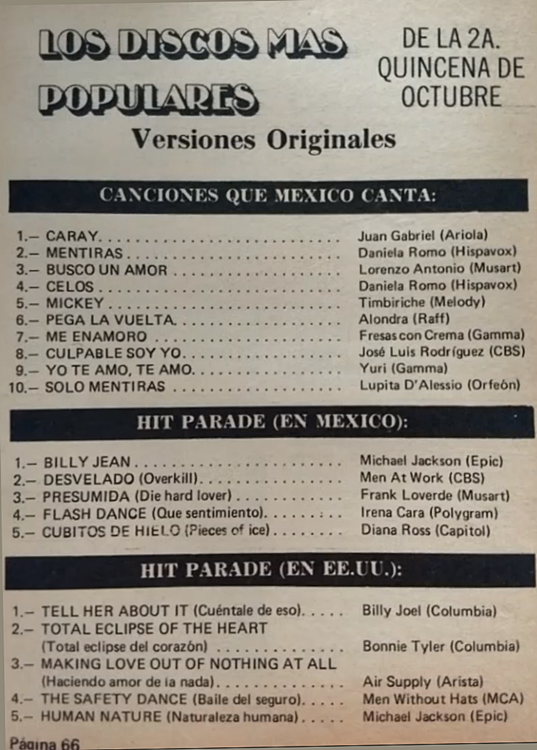 LOS DISCOS MAS
POPULARES
DE LA 2A.
QUINCENA DE
OCTUBRE
Versiones Originales
CANCIONES QUE MEXICO CANTA:
1.— CARAY. . . . . . . . . . . . . . . . . . . . . . . . Juan Gabriel (Ariola)
2.— MENTIRAS . . . . . . . . . . . . . . . . . . . . . Daniela Romo (Hispavox)
3.— BUSCO UN AMOR . . . . . . . . . . . . . . . . . Lorenzo Antonio (Musart)
4.— CELOS . . . . . . . . . . . . . . . . . . . . . . . . Daniela Romo (Hispavox)
5.— MICKEY . . . . . . . . . . . . . . . . . . . . . . . Timbiriche (Melody)
6.— PEGA LA VUELTA. . . . . . . . . . . . . . . . . Alondra (Raff)
7.— ME ENAMORO . . . . . . . . . . . . . . . . . . . Fresas con Crema (Gamma)
8.— CULPABLE SOY YO. . . . . . . . . . . . . . . . José Luis Rodríguez (CBS)
9.— YO TE AMO, TE AMO. . . . . . . . . . . . . . . Yuri (Gamma)
10.— SOLO MENTIRAS . . . . . . . . . . . . . . . . . Lupita D'Alessio (Orfeón)
HIT PARADE (EN MEXICO):
1.— BILLY JEAN . . . . . . . . . . . . . . . . . . . . . Michael Jackson (Epic)
2.— DESVELADO (Overkill). . . . . . . . . . . . . . Men At Work (CBS)
3.— PRESUMIDA (Die hard lover) . . . . . . . . . . Frank Loverde (Musart)
4.— FLASH DANCE (Que sentimiento). . . . . . . . Irena Cara (Polygram)
5.— CUBITOS DE HIELO (Pieces of ice) . . . . . . . Diana Ross (Capitol)
HIT PARADE (EN EE.UU.):
1.— TELL HER ABOUT IT (Cuéntale de eso). . . . . Billy Joel (Columbia)
2.— TOTAL ECLIPSE OF THE HEART
(Total eclipse del corazón) . . . . . . . . . . . . . Bonnie Tyler (Columbia)
3.— MAKING LOVE OUT OF NOTHING AT ALL
(Haciendo amor de la nada). . . . . . . . . . . . . Air Supply (Arista)
4.— THE SAFETY DANCE (Baile del seguro). . . . . Men Without Hats (MCA)
5.— HUMAN NATURE (Naturaleza humana) . . . . . Michael Jackson (Epic)
Página 66